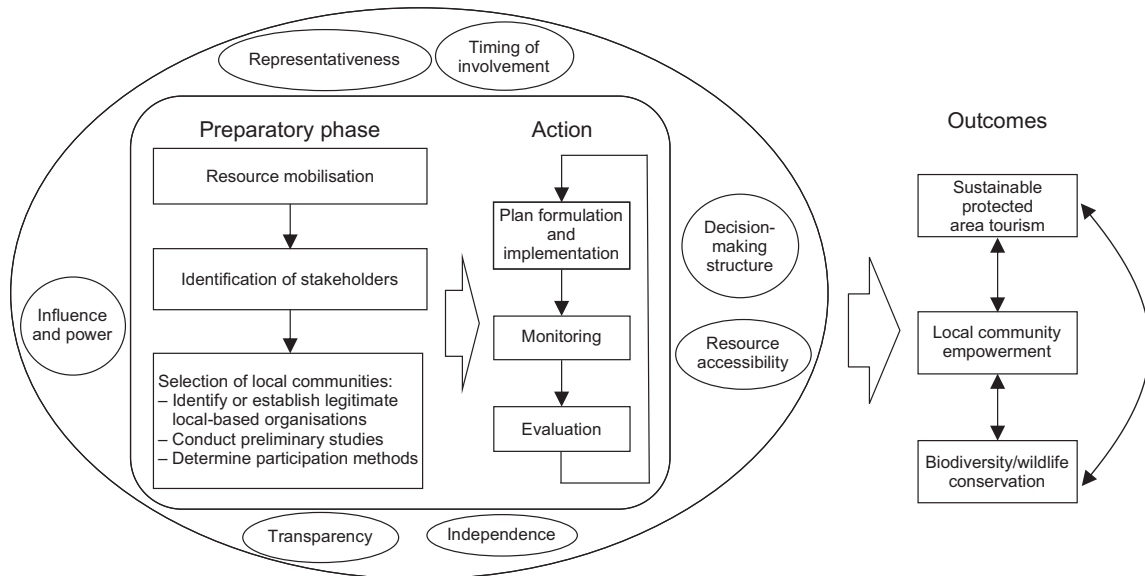 Representativeness
Timing of
involvement
Preparatory phase
Resource mobilisation
Identification of stakeholders
Selection of local communities:
– Identify or establish legitimate
local-based organisations
– Conduct preliminary studies
– Determine participation methods
Action
Plan formulation
and
implementation
Monitoring
Evaluation
Influence
and power
Decision-
making
structure
Resource
accessibility
Transparency
Independence
Outcomes
Sustainable
protected
area tourism
Local community
empowerment
Biodiversity/wildlife
conservation